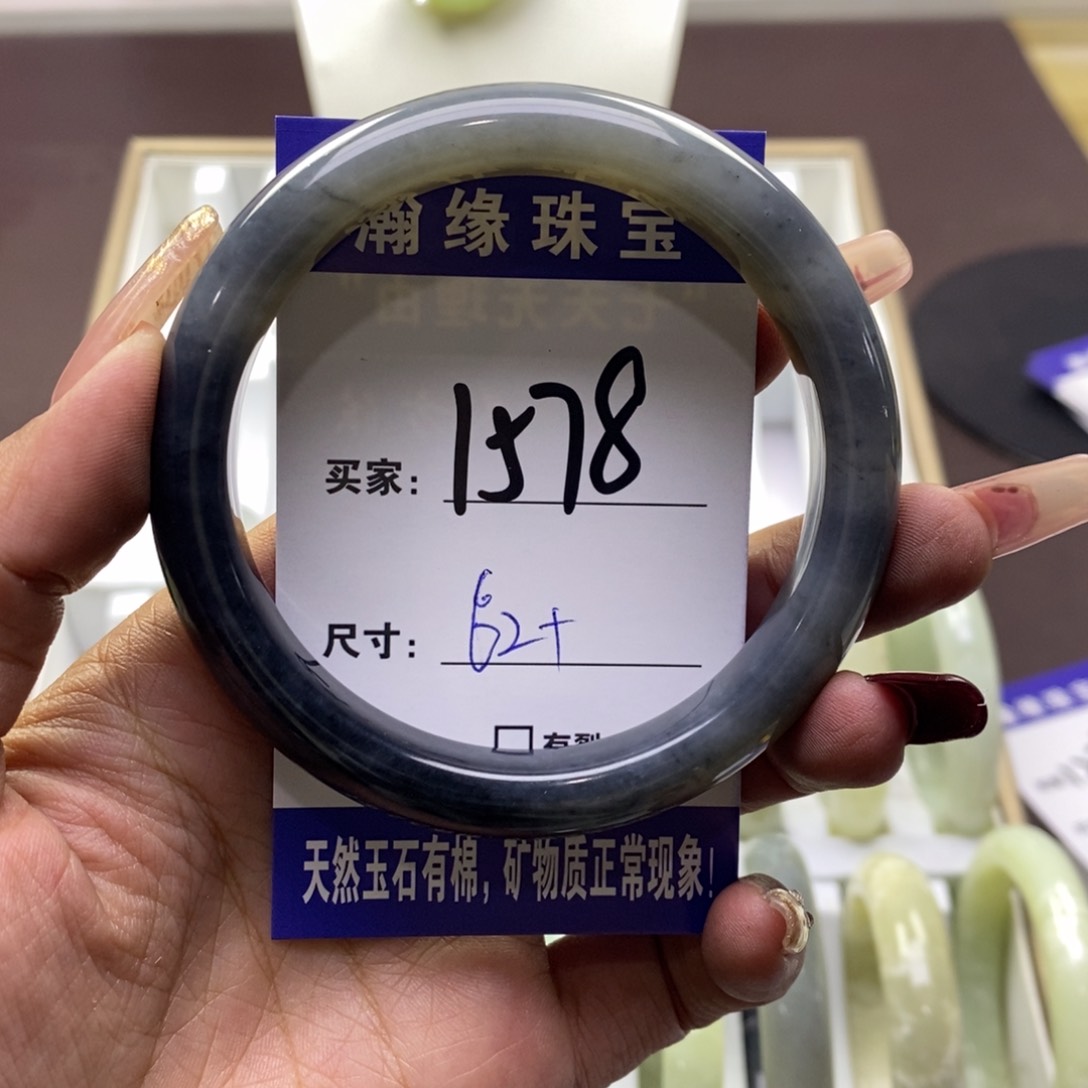 瀚缘珠宝
买家: 1578
尺寸: 62+
有裂
天然玉石有棉, 矿物质正常现象!